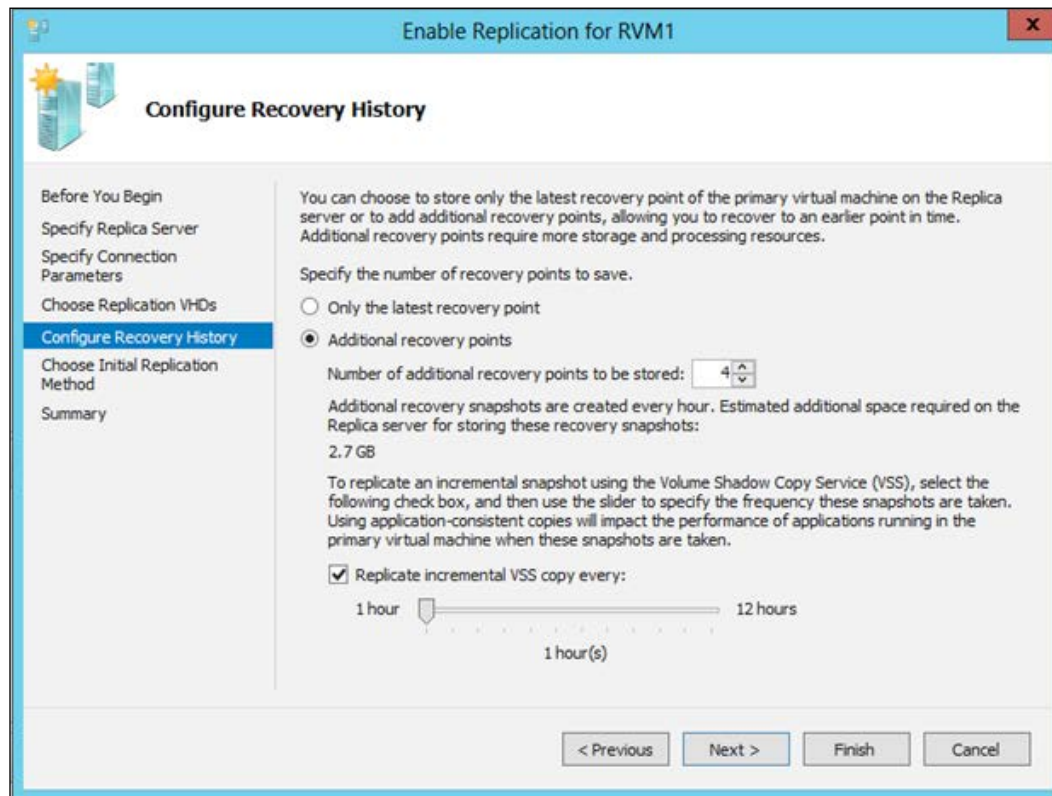 Enable Replication for RVM1
x
Configure Recovery History
Before You Begin
Specify Replica Server
Specify Connection
Parameters
Choose Replication VHDs
Configure Recovery History
Choose Initial Replication
Method
Summary
You can choose to store only the latest recovery point of the primary virtual machine on the Replica
server or to add additional recovery points, allowing you to recover to an earlier point in time.
Additional recovery points require more storage and processing resources.
Specify the number of recovery points to save.
Only the latest recovery point
Additional recovery points
Number of additional recovery points to be stored: 4
Additional recovery snapshots are created every hour. Estimated additional space required on the
Replica server for storing these recovery snapshots:
2.7 GB
To replicate an incremental snapshot using the Volume Shadow Copy Service (VSS), select the
following check box, and then use the slider to specify the frequency these snapshots are taken.
Using application-consistent copies will impact the performance of applications running in the
primary virtual machine when these snapshots are taken.
Replicate incremental VSS copy every:
1 hour 12 hours
1 hour(s)
< Previous Next > Finish Cancel